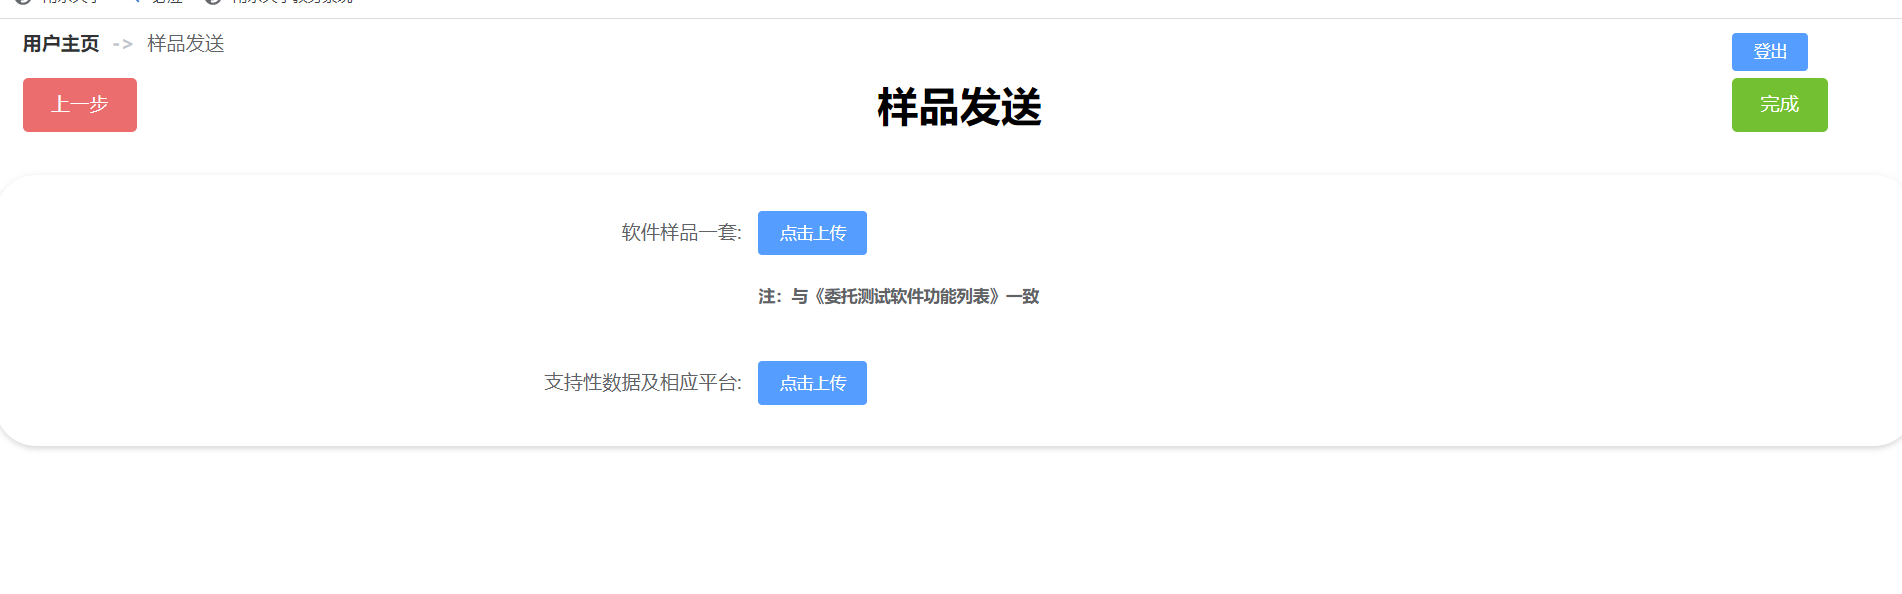 用户主页 -> 样品发送
登出
上一步
样品发送
完成
软件样品一套:
点击上传
注：与《委托测试软件功能列表》一致
支持性数据及相应平台:
点击上传